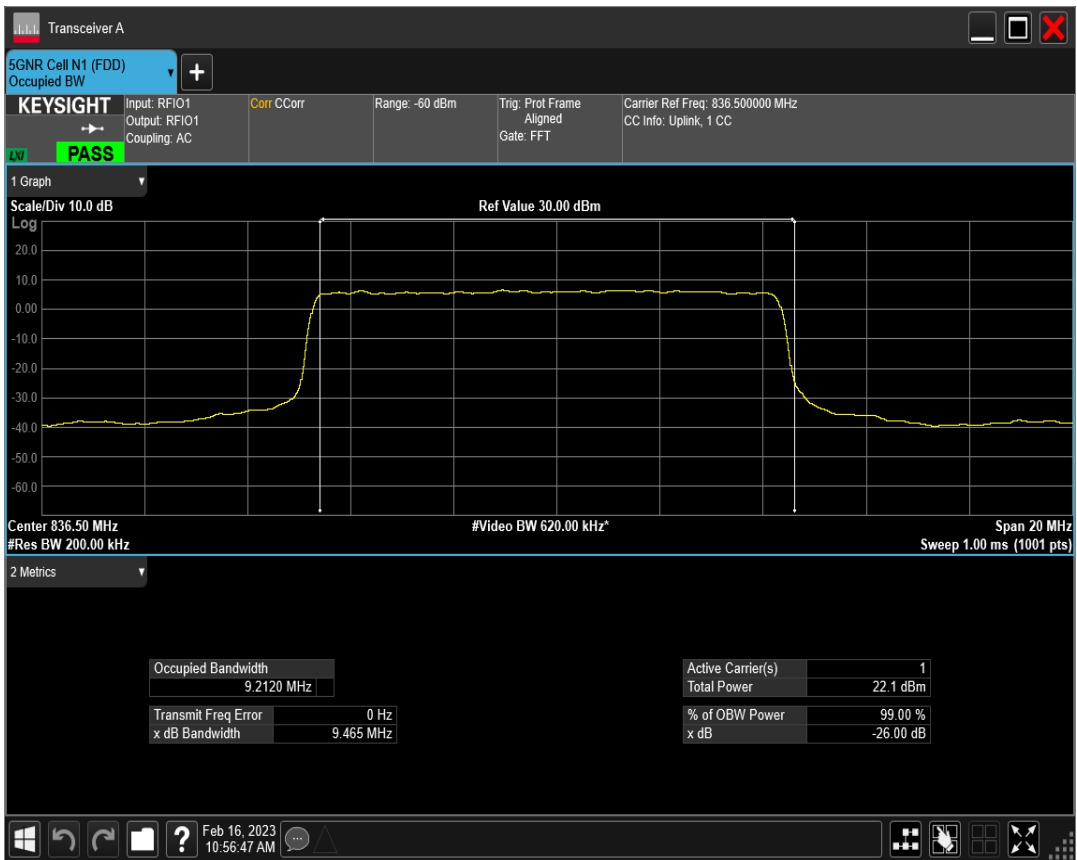 Transceiver A
5GNR Cell N1 (FDD)
Occupied BW
+
KEYSIGHT
LXI
PASS
Input: RFIO1
Output: RFIO1
Coupling: AC
Corr CCorr
Range: -60 dBm
Trig: Prot Frame
Aligned
Gate: FFT
Carrier Ref Freq: 836.500000 MHz
CC Info: Uplink, 1 CC
1 Graph
Scale/Div 10.0 dB
Ref Value 30.00 dBm
Log
20.0
10.0
0.00
-10.0
-20.0
-30.0
-40.0
-50.0
-60.0
Center 836.50 MHz
#Video BW 620.00 kHz*
Span 20 MHz
#Res BW 200.00 kHz
Sweep 1.00 ms (1001 pts)
2 Metrics
Occupied Bandwidth
9.2120 MHz
Transmit Freq Error 0 Hz
x dB Bandwidth 9.465 MHz
Active Carrier(s) 1
Total Power 22.1 dBm
% of OBW Power 99.00 %
x dB -26.00 dB
?
Feb 16, 2023
10:56:47 AM